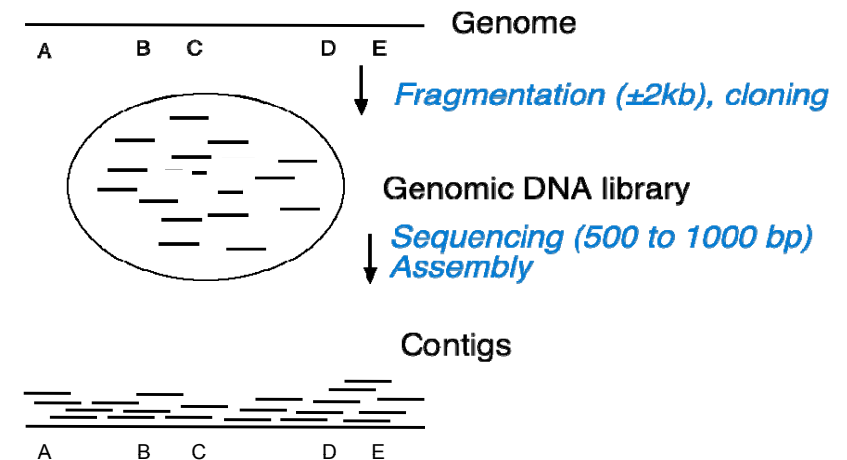 Genome
A B C D E
Fragmentation (±2kb), cloning
Genomic DNA library
Sequencing (500 to 1000 bp)
Assembly
Contigs
A B C D E